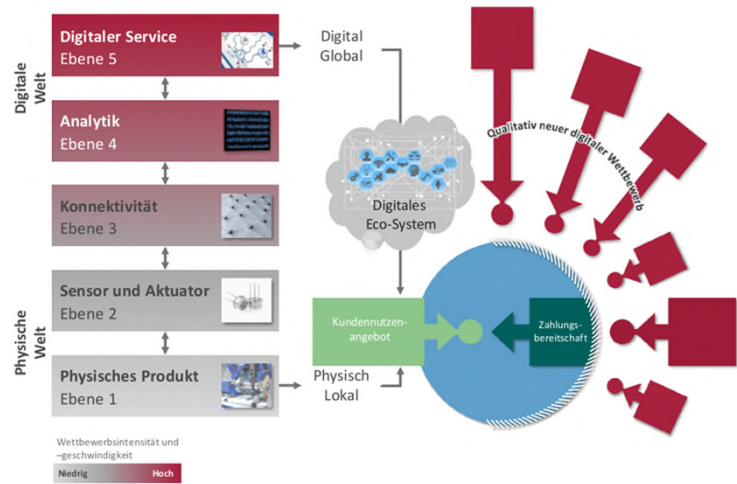 Digitale
Welt
Digitaler Service
Ebene 5
Analytik
Ebene 4
Konnektivität
Ebene 3
Physische
Welt
Sensor und Aktuator
Ebene 2
Physisches Produkt
Ebene 1
Digital
Global
Digitales
Eco-System
Kundennutzen-
angebot
Physisch
Lokal
Zahlungs-
bereitschaft
Qualitativ neuer digitaler Wettbewerb
Wettbewerbsintensität und
–geschwindigkeit
Niedrig
Hoch